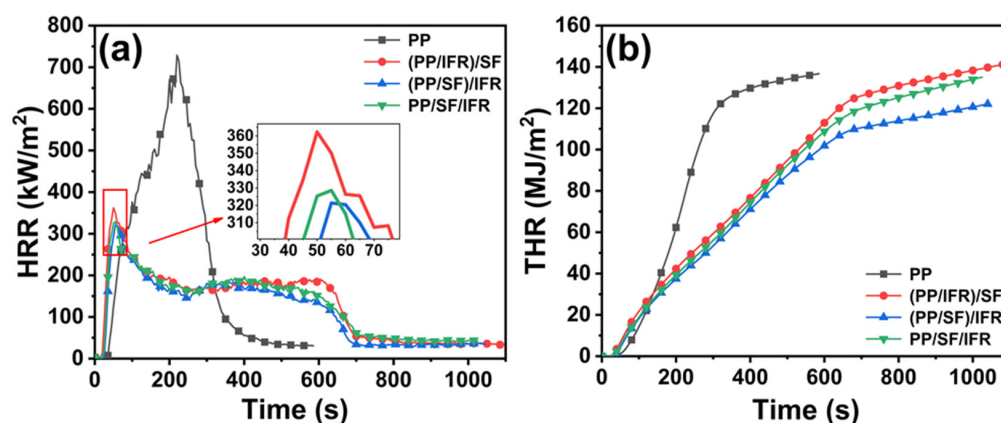 (a)
PP
(PP/IFR)/SF
(PP/SF)/IFR
PP/SF/IFR
HRR (kW/m²)
800
700
600
500
400
300
200
100
0
360
350
340
330
320
310
30 40 50 60 70
0 200 400 600 800 1000
Time (s)
(b)
THR (MJ/m²)
160
140
120
100
80
60
40
20
0
PP
(PP/IFR)/SF
(PP/SF)/IFR
PP/SF/IFR
0 200 400 600 800 1000
Time (s)